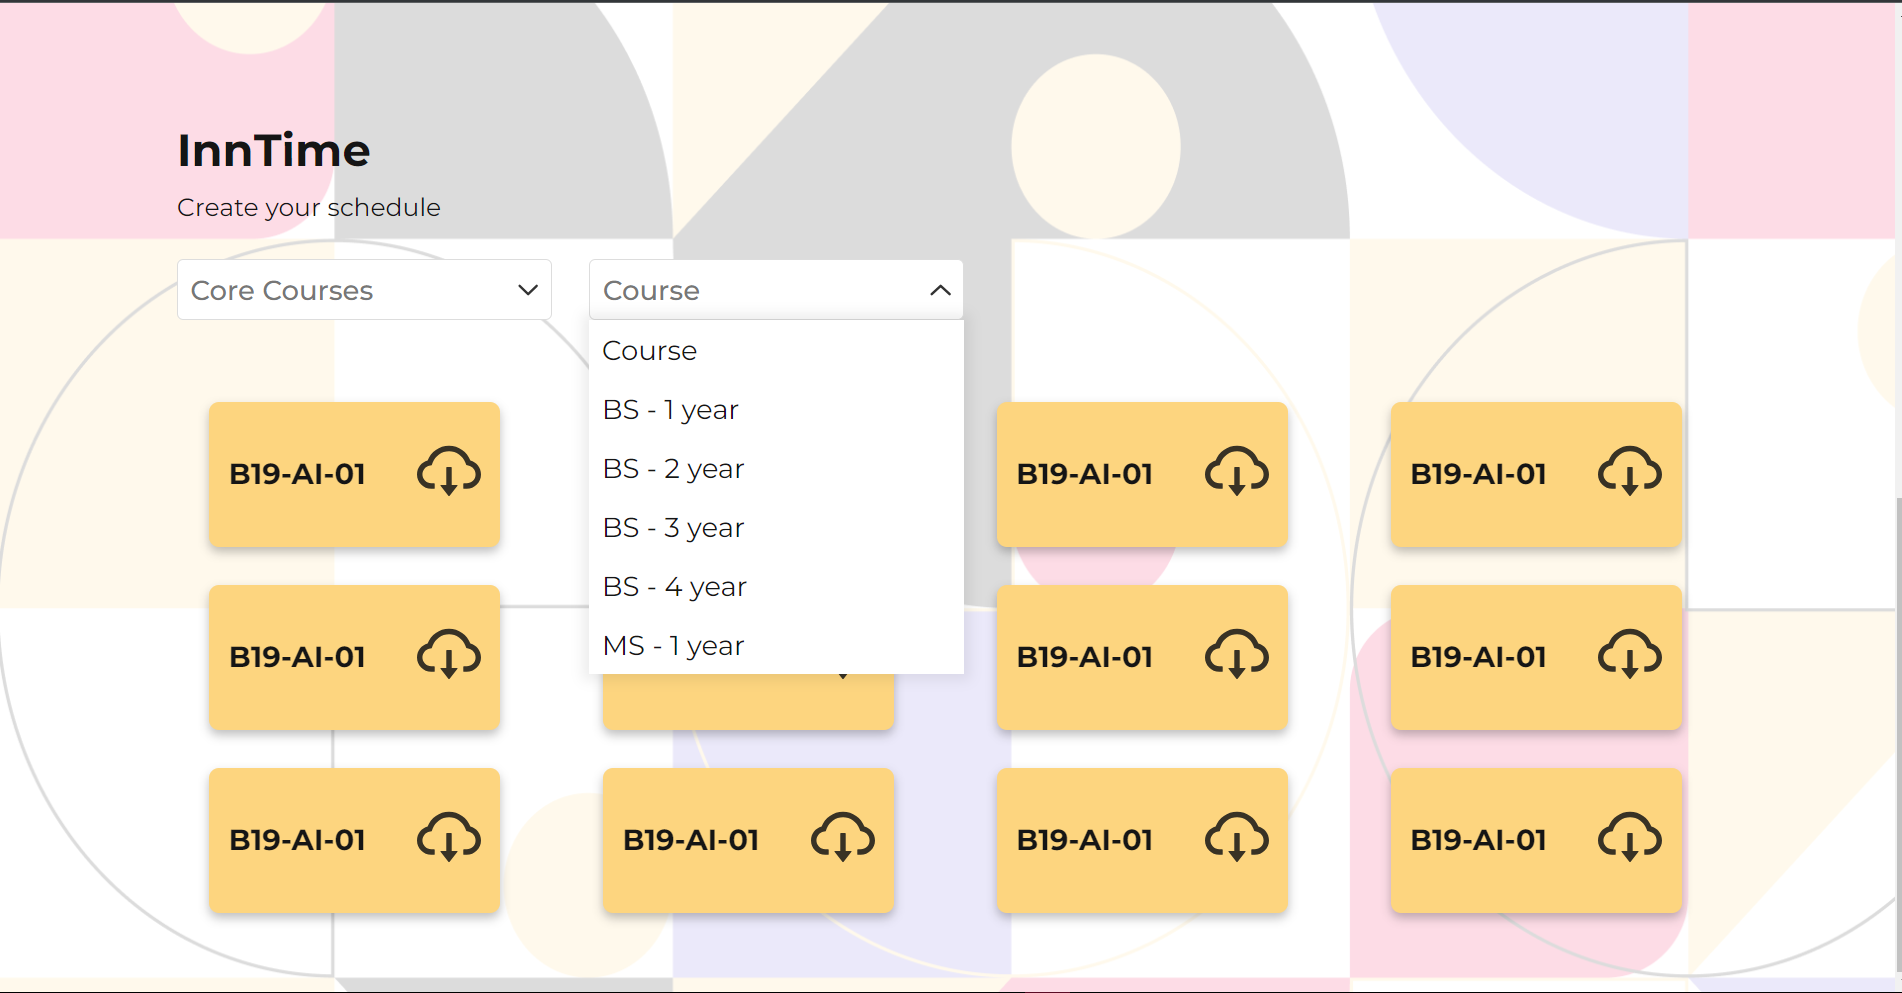 InnTime
Create your schedule
Core Courses
Course
Course
BS - 1 year
BS - 2 year
BS - 3 year
BS - 4 year
MS - 1 year
B19-AI-01
B19-AI-01
B19-AI-01
B19-AI-01
B19-AI-01
B19-AI-01
B19-AI-01
B19-AI-01
B19-AI-01
B19-AI-01